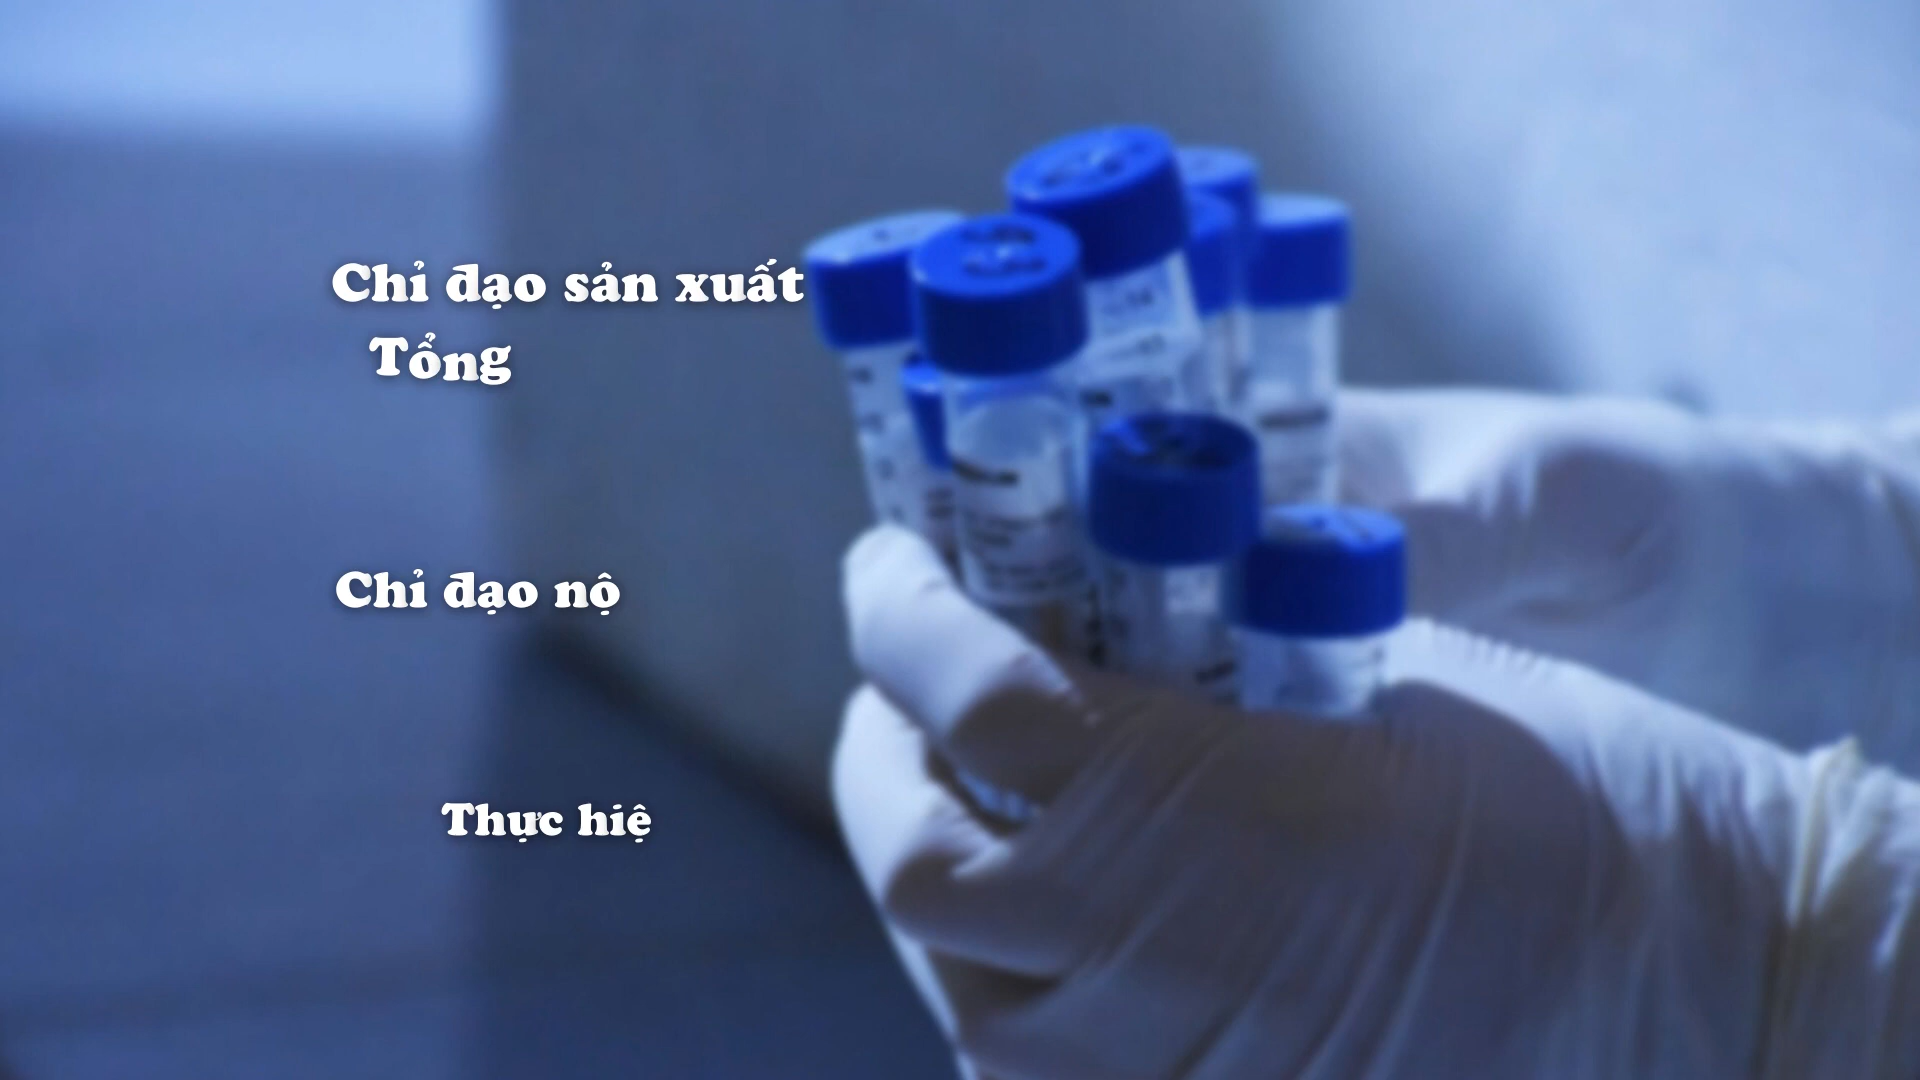 Chỉ đạo sản xuất
Tổng
Chỉ đạo nộ
Thực hiệ